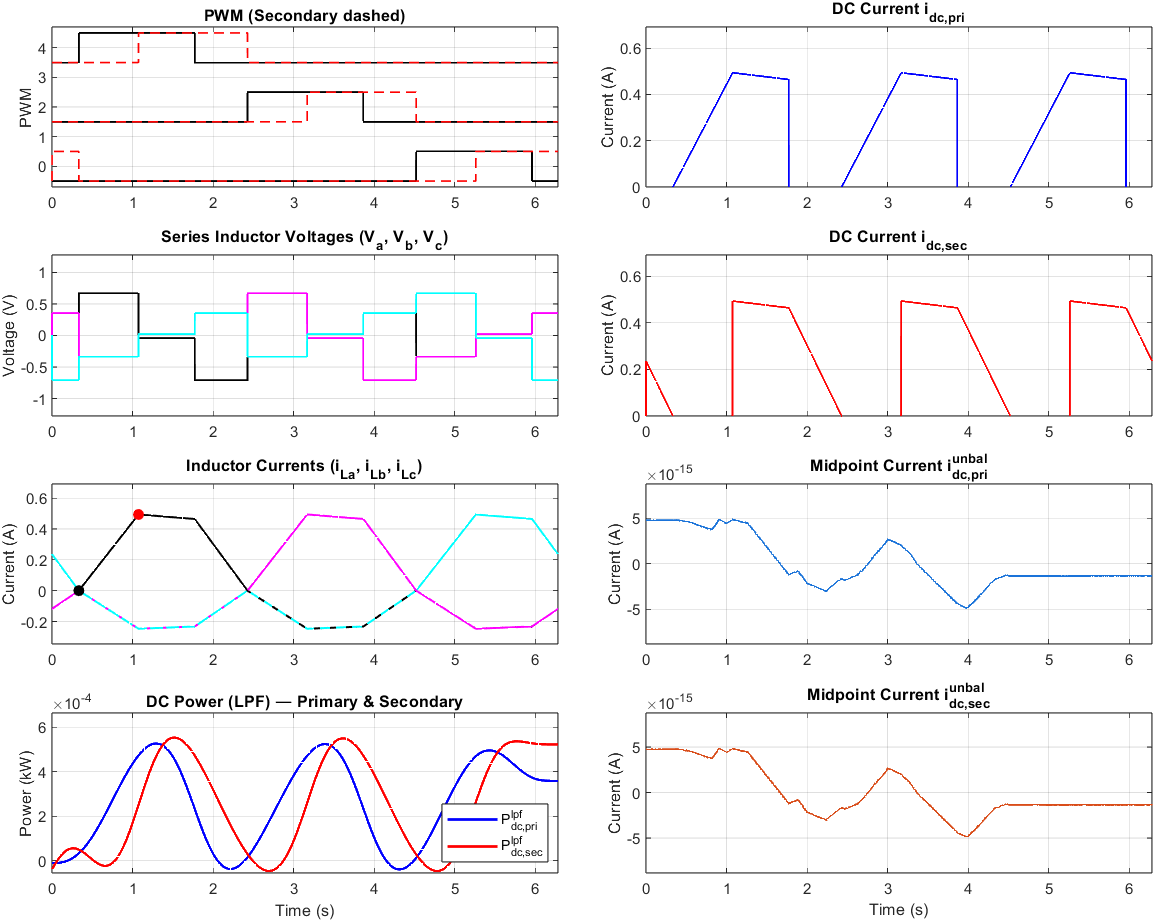 PWM (Secondary dashed)
PWM
4
3
2
1
0
0 1 2 3 4 5 6
DC Current i_dc,pri
Current (A)
0.6
0.4
0.2
0
0 1 2 3 4 5 6
Series Inductor Voltages (V_a, V_b, V_c)
Voltage (V)
1
0.5
0
-0.5
-1
0 1 2 3 4 5 6
DC Current i_dc,sec
Current (A)
0.6
0.4
0.2
0
0 1 2 3 4 5 6
Inductor Currents (i_La, i_Lb, i_Lc)
Current (A)
0.6
0.4
0.2
0
-0.2
0 1 2 3 4 5 6
Midpoint Current i_dc,pri^unbal
×10^-15
Current (A)
5
0
-5
0 1 2 3 4 5 6
DC Power (LPF) — Primary & Secondary
×10^-4
Power (kW)
6
4
2
0
P_dc,pri^lpf
P_dc,sec^lpf
0 1 2 3 4 5 6
Time (s)
Midpoint Current i_dc,sec^unbal
×10^-15
Current (A)
5
0
-5
0 1 2 3 4 5 6
Time (s)